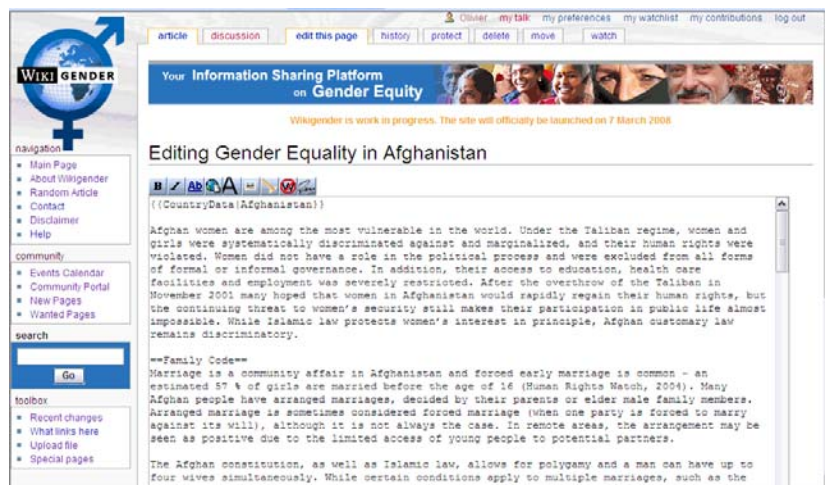 Olivier my talk my preferences my watchlist my contributions log out
article discussion edit this page history protect delete move watch
WIKI GENDER
Your Information Sharing Platform
on Gender Equity
Wikigender is work in progress. The site will officially be launched on 7 March 2008
navigation
Main Page
About Wikigender
Random Article
Contact
Disclaimer
Help
community
Events Calendar
Community Portal
New Pages
Wanted Pages
search
Go
toolbox
Recent changes
What links here
Upload file
Special pages
Editing Gender Equality in Afghanistan
B I Ab A
{{CountryData|Afghanistan}}
Afghan women are among the most vulnerable in the world. Under the Taliban regime, women and
girls were systematically discriminated against and marginalized, and their human rights were
violated. Women did not have a role in the political process and were excluded from all forms
of formal or informal governance. In addition, their access to education, health care
facilities and employment was severely restricted. After the overthrow of the Taliban in
November 2001 many hoped that women in Afghanistan would rapidly regain their human rights, but
the continuing threat to women's security still makes their participation in public life almost
impossible. While Islamic law protects women's interest in principle, Afghan customary law
remains discriminatory.
==Family Code==
Marriage is a community affair in Afghanistan and forced early marriage is common - an
estimated 57 % of girls are married before the age of 16 (Human Rights Watch, 2004). Many
Afghan people have arranged marriages, decided by their parents or elder male family members.
Arranged marriage is sometimes considered forced marriage (when one party is forced to marry
against its will), although it is not always the case. In remote areas, the arrangement may be
seen as positive due to the limited access of young people to potential partners.
The Afghan constitution, as well as Islamic law, allows for polygamy and a man can have up to
four wives simultaneously. While certain conditions apply to multiple marriages, such as the